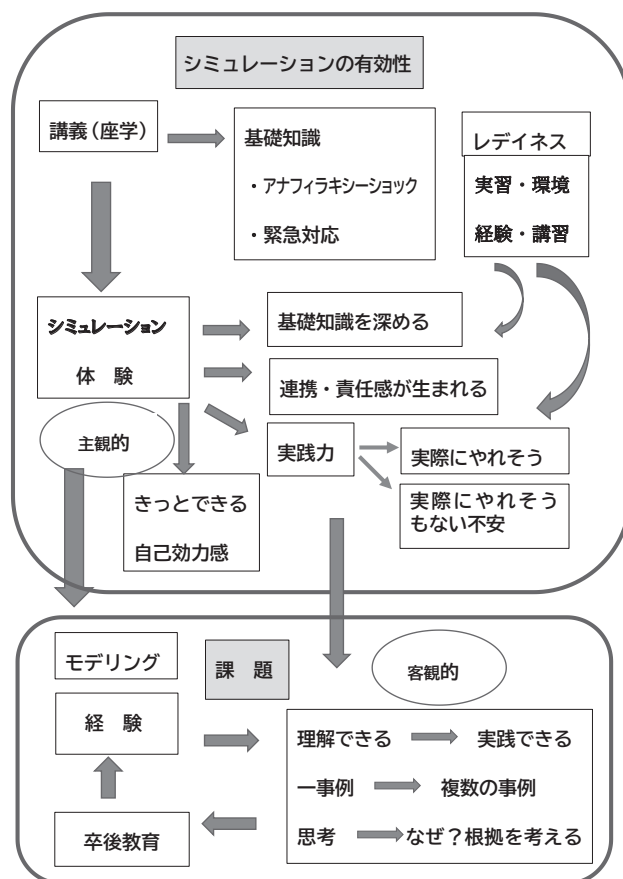 シミュレーションの有効性
講義（座学）
基礎知識
・アナフィラキシーショック
・緊急対応
レデイネス
実習・環境
経験・講習
シミュレーション
体　験
基礎知識を深める
連携・責任感が生まれる
主観的
実践力
実際にやれそう
実際にやれそう
もない不安
きっとできる
自己効力感
モデリング
課　題
客観的
経　験
理解できる
実践できる
一事例
複数の事例
思考
なぜ？根拠を考える
卒後教育